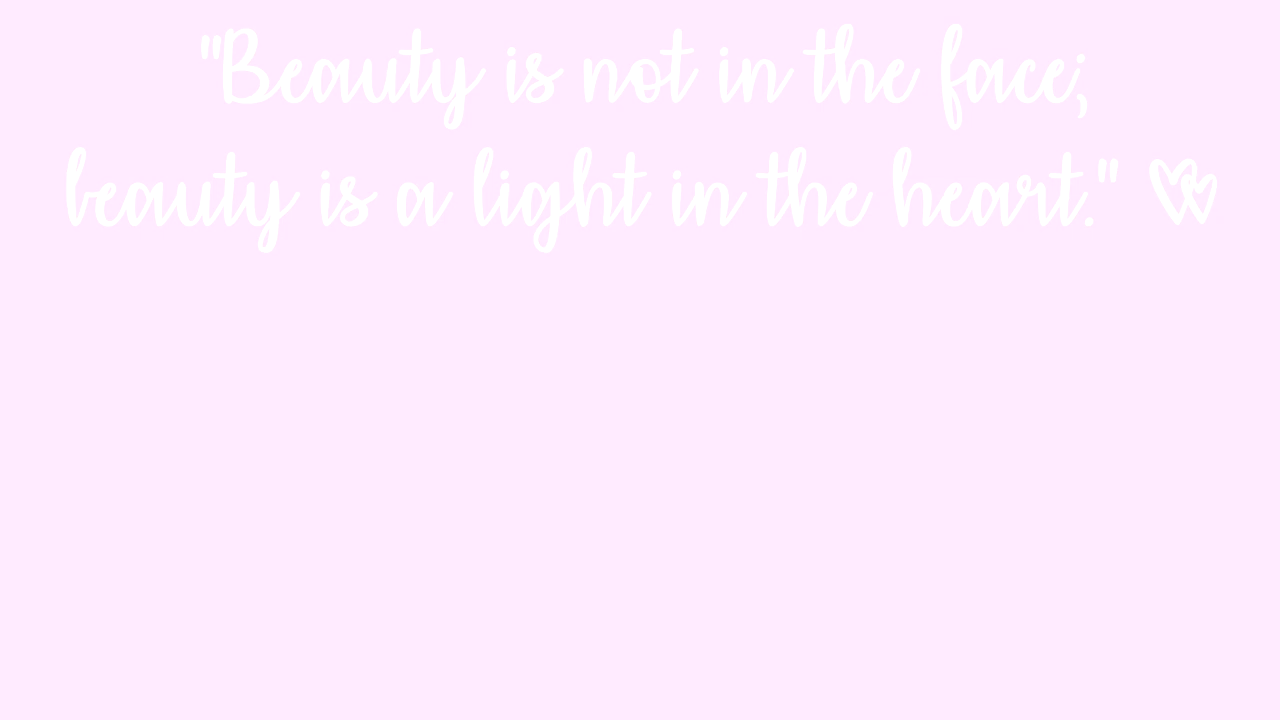 "Beauty is not in the face;
beauty is a light in the heart." 💕